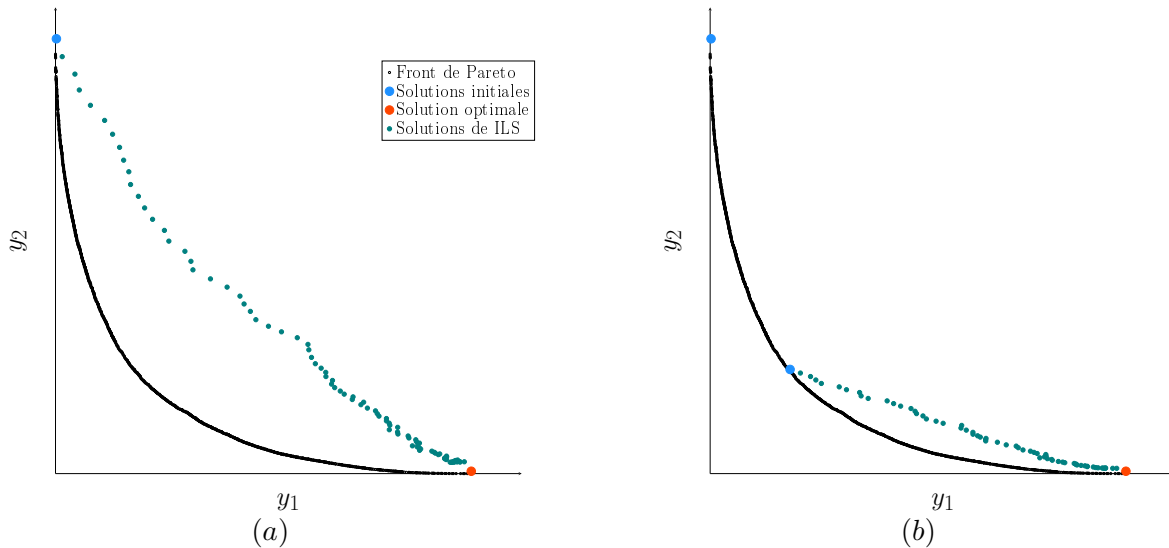 Front de Pareto
Solutions initiales
Solution optimale
Solutions de ILS
y2
y1
(a)
y2
y1
(b)